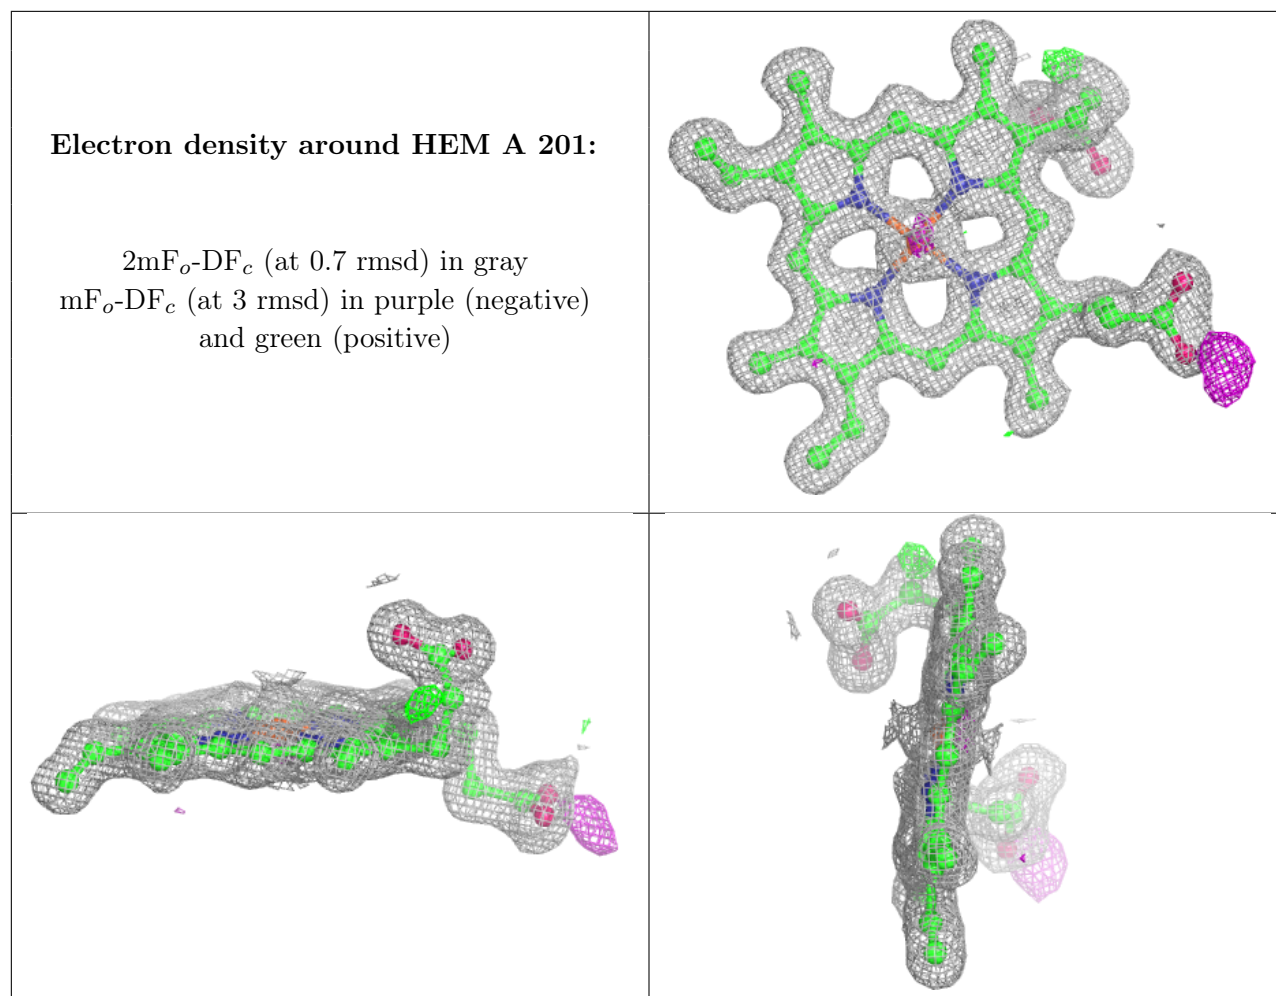 Electron density around HEM A 201:
2mFₒ-DF𝒸 (at 0.7 rmsd) in gray
mFₒ-DF𝒸 (at 3 rmsd) in purple (negative)
and green (positive)